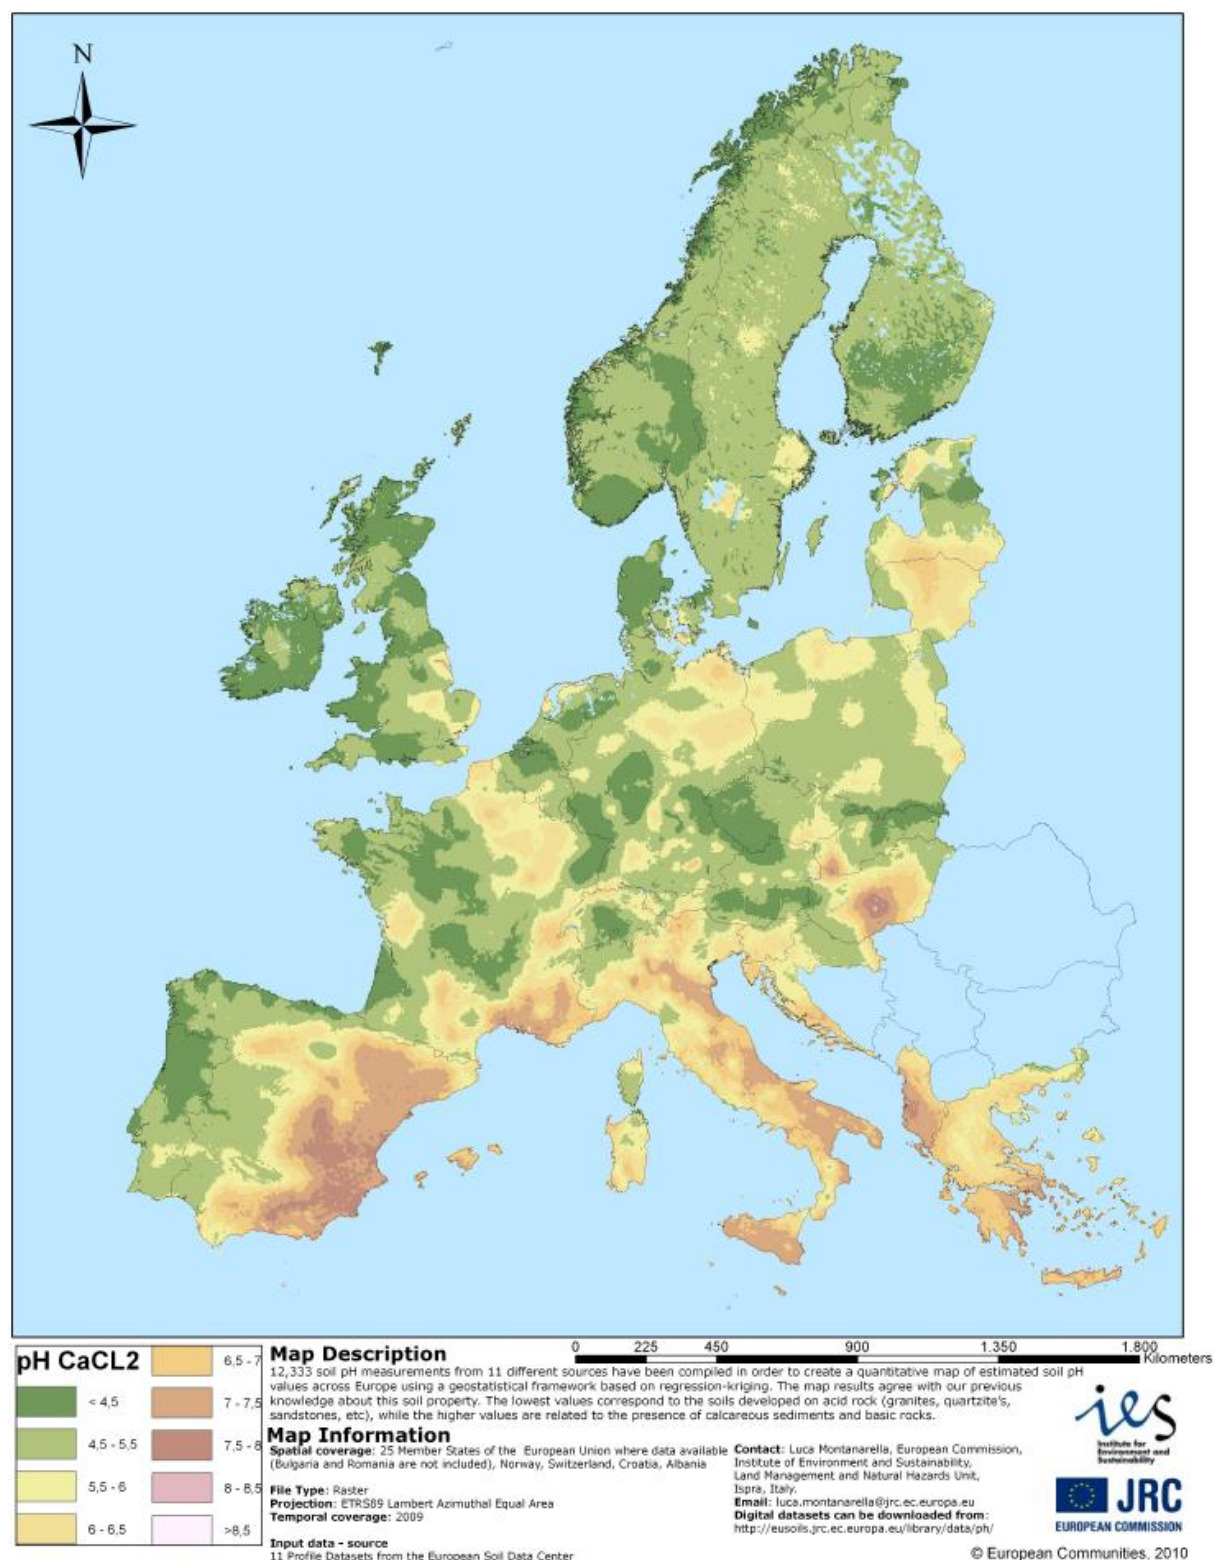 N
pH CaCL2
< 4,5
4,5 - 5,5
5,5 - 6
6 - 6,5
6,5 - 7
7 - 7,5
7,5 - 8
8 - 8,5
>8,5
0 225 450 900 1.350 1.800
Kilometers
Map Description
12,333 soil pH measurements from 11 different sources have been compiled in order to create a quantitative map of estimated soil pH
values across Europe using a geostatistical framework based on regression-kriging. The map results agree with our previous
knowledge about this soil property. The lowest values correspond to the soils developed on acid rock (granites, quartzite's,
sandstones, etc), while the higher values are related to the presence of calcareous sediments and basic rocks.
Map Information
Spatial coverage: 25 Member States of the European Union where data available
(Bulgaria and Romania are not included), Norway, Switzerland, Croatia, Albania
File Type: Raster
Projection: ETRS89 Lambert Azimuthal Equal Area
Temporal coverage: 2009
Input data - source
11 Profile Datasets from the European Soil Data Center
Contact: Luca Montanarella, European Commission,
Institute of Environment and Sustainability,
Land Management and Natural Hazards Unit,
Ispra, Italy.
Email: luca.montanarella@jrc.ec.europa.eu
Digital datasets can be downloaded from:
http://eusoils.jrc.ec.europa.eu/library/data/ph/
ies
Institute for
Environment and
Sustainability
JRC
EUROPEAN COMMISSION
© European Communities, 2010